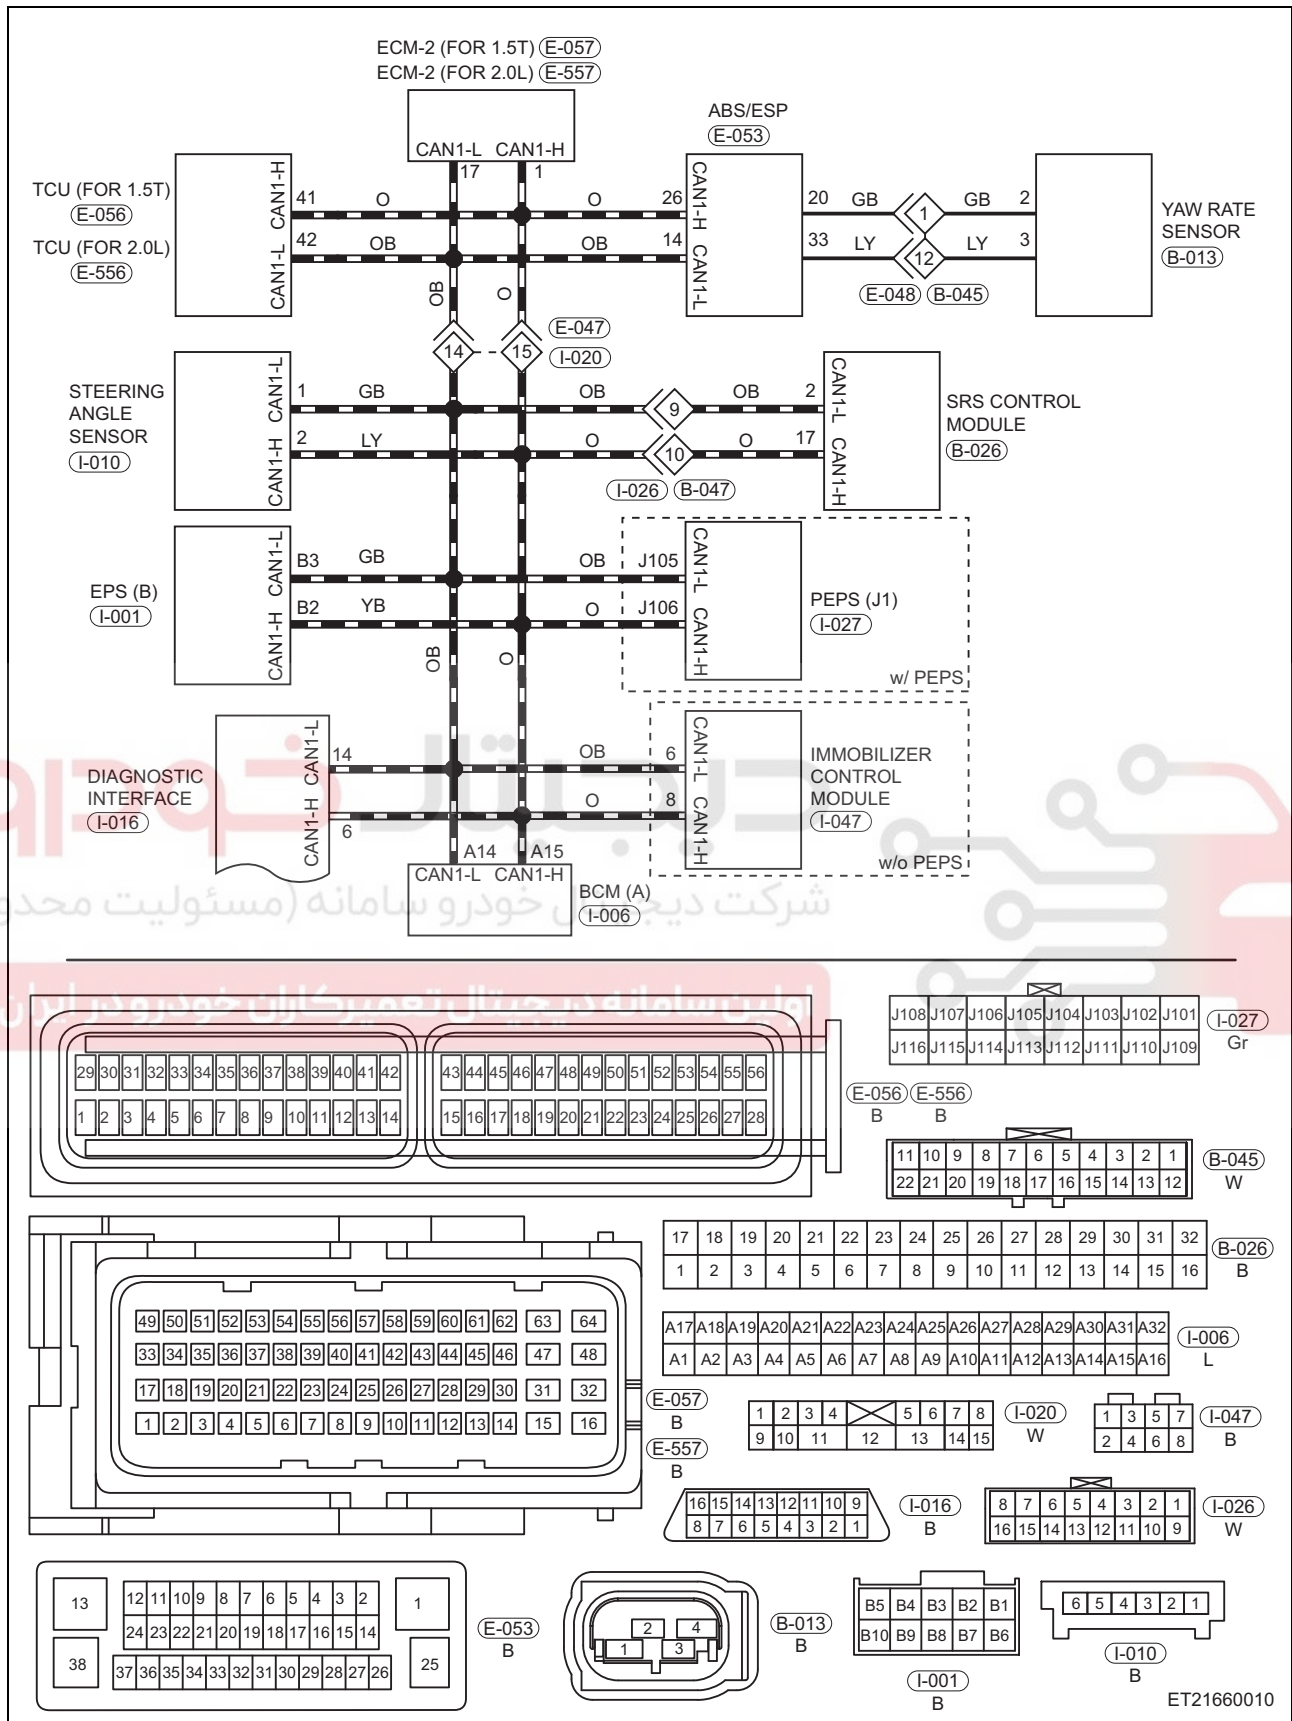 ECM-2 (FOR 1.5T) E-057
ECM-2 (FOR 2.0L) E-557
CAN1-L CAN1-H
17 1
TCU (FOR 1.5T)
E-056
TCU (FOR 2.0L)
E-556
CAN1-H
CAN1-L
41 O
42 OB
O 26
OB 14
ABS/ESP
E-053
CAN1-H
CAN1-L
20 GB 1 GB 2
33 LY 12 LY 3
E-048 B-045
YAW RATE
SENSOR
B-013
OB O
14 15
E-047
I-020
STEERING
ANGLE
SENSOR
I-010
CAN1-L
CAN1-H
1 GB
2 LY
OB 9 OB 2
O 10 O 17
I-026 B-047
CAN1-L
CAN1-H
SRS CONTROL
MODULE
B-026
EPS (B)
I-001
CAN1-L
CAN1-H
B3 GB
B2 YB
OB J105
O J106
CAN1-L
CAN1-H
PEPS (J1)
I-027
w/ PEPS
OB O
DIAGNOSTIC
INTERFACE
I-016
CAN1-L
CAN1-H
14
6
OB 6
O 8
CAN1-L
CAN1-H
IMMOBILIZER
CONTROL
MODULE
I-047
w/o PEPS
A14 A15
CAN1-L CAN1-H
BCM (A)
I-006
دیجیتال خودرو
شرکت دیجیتال خودرو سامانه (مسئولیت محدو
اولین سامانه دیجیتال تعمیرکاران خودرو در ایران
29 30 31 32 33 34 35 36 37 38 39 40 41 42
43 44 45 46 47 48 49 50 51 52 53 54 55 56
1 2 3 4 5 6 7 8 9 10 11 12 13 14
15 16 17 18 19 20 21 22 23 24 25 26 27 28
E-056 E-556
B B
J108 J107 J106 J105 J104 J103 J102 J101
J116 J115 J114 J113 J112 J111 J110 J109
I-027
Gr
11 10 9 8 7 6 5 4 3 2 1
22 21 20 19 18 17 16 15 14 13 12
B-045
W
49 50 51 52 53 54 55 56 57 58 59 60 61 62 63 64
33 34 35 36 37 38 39 40 41 42 43 44 45 46 47 48
17 18 19 20 21 22 23 24 25 26 27 28 29 30 31 32
1 2 3 4 5 6 7 8 9 10 11 12 13 14 15 16
E-057
B
E-557
B
17 18 19 20 21 22 23 24 25 26 27 28 29 30 31 32
1 2 3 4 5 6 7 8 9 10 11 12 13 14 15 16
B-026
B
A17 A18 A19 A20 A21 A22 A23 A24 A25 A26 A27 A28 A29 A30 A31 A32
A1 A2 A3 A4 A5 A6 A7 A8 A9 A10 A11 A12 A13 A14 A15 A16
I-006
L
1 2 3 4 5 6 7 8
9 10 11 12 13 14 15
I-020
W
1 3 5 7
2 4 6 8
I-047
B
16 15 14 13 12 11 10 9
8 7 6 5 4 3 2 1
I-016
B
8 7 6 5 4 3 2 1
16 15 14 13 12 11 10 9
I-026
W
13 12 11 10 9 8 7 6 5 4 3 2 1
24 23 22 21 20 19 18 17 16 15 14
38 37 36 35 34 33 32 31 30 29 28 27 26 25
E-053
B
2 4
1 3
B-013
B
B5 B4 B3 B2 B1
B10 B9 B8 B7 B6
I-001
B
6 5 4 3 2 1
I-010
B
ET21660010